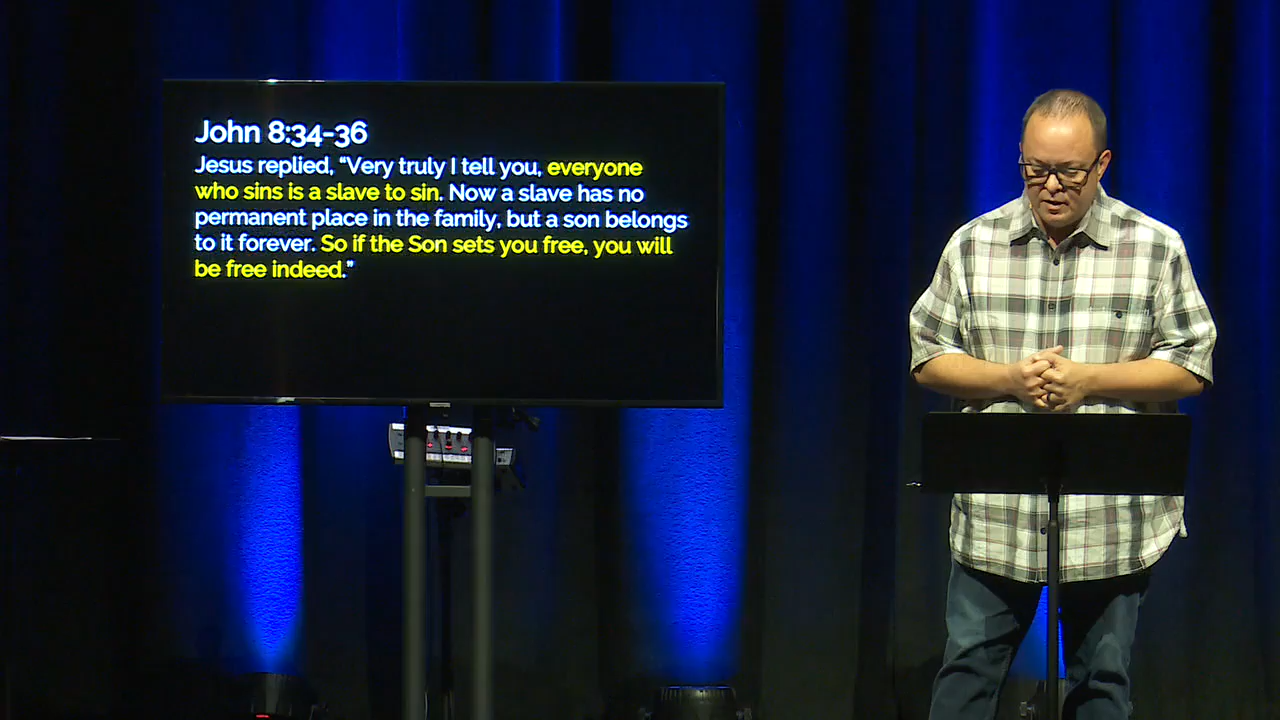 John 8:34-36
Jesus replied, “Very truly I tell you, everyone
who sins is a slave to sin. Now a slave has no
permanent place in the family, but a son belongs
to it forever. So if the Son sets you free, you will
be free indeed.”